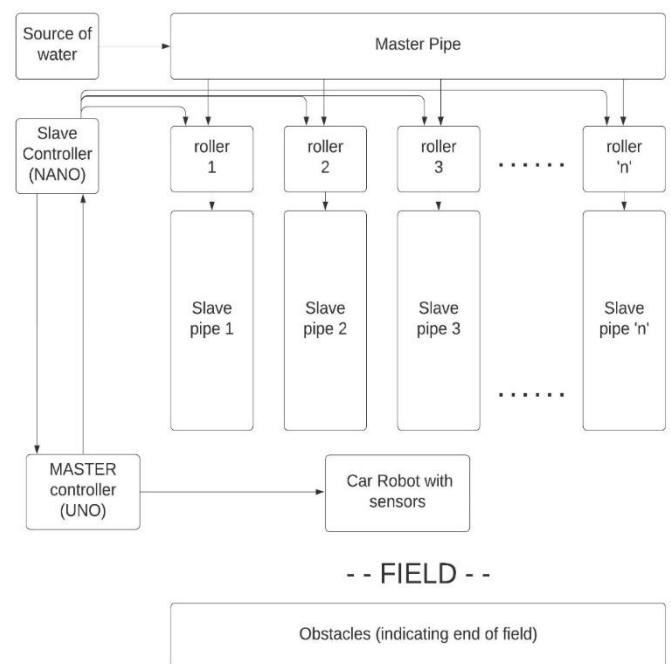 Source of
water
Master Pipe
Slave
Controller
(NANO)
roller
1
roller
2
roller
3
......
roller
'n'
Slave
pipe 1
Slave
pipe 2
Slave
pipe 3
Slave
pipe 'n'
......
MASTER
controller
(UNO)
Car Robot with
sensors
- - FIELD - -
Obstacles (indicating end of field)